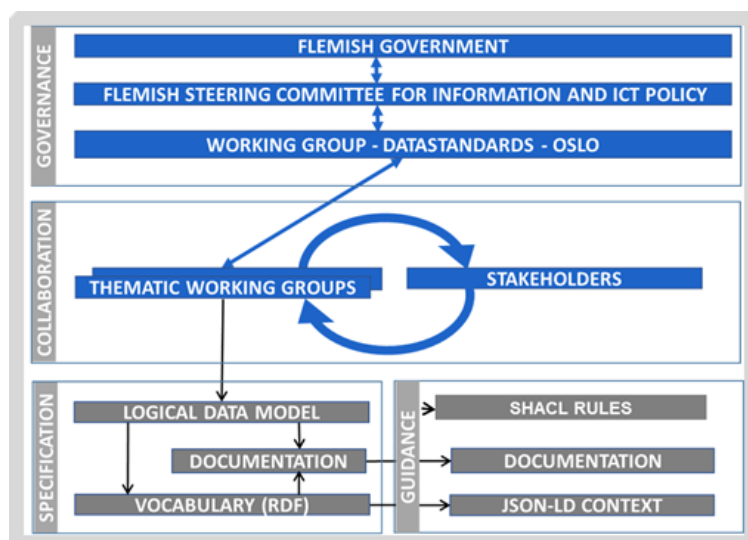 GOVERNANCE
FLEMISH GOVERNMENT
FLEMISH STEERING COMMITTEE FOR INFORMATION AND ICT POLICY
WORKING GROUP - DATASTANDARDS - OSLO
COLLABORATION
THEMATIC WORKING GROUPS
STAKEHOLDERS
SPECIFICATION
LOGICAL DATA MODEL
DOCUMENTATION
VOCABULARY (RDF)
GUIDANCE
SHACL RULES
DOCUMENTATION
JSON-LD CONTEXT